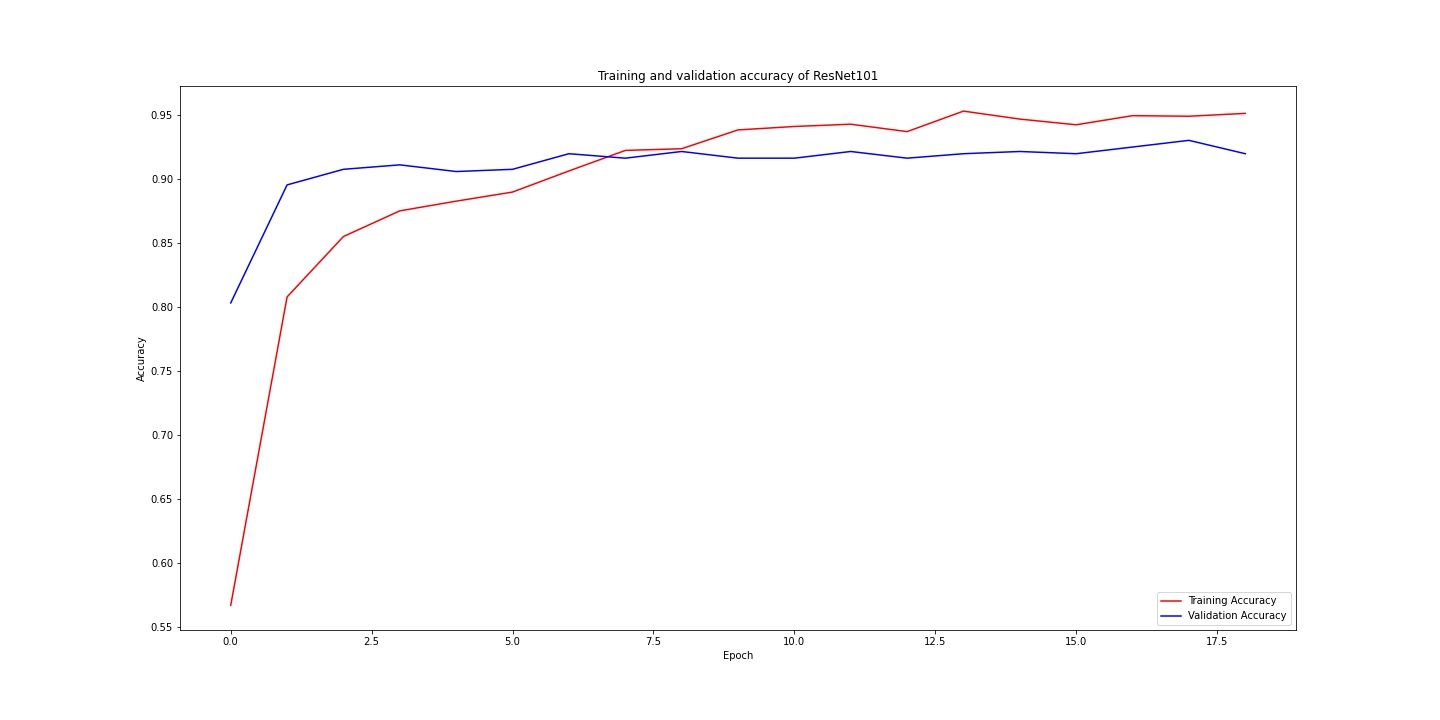 Training and validation accuracy of ResNet101
0.95
0.90
0.85
0.80
0.75
0.70
0.65
0.60
0.55
Accuracy
0.0 2.5 5.0 7.5 10.0 12.5 15.0 17.5
Epoch
Training Accuracy
Validation Accuracy